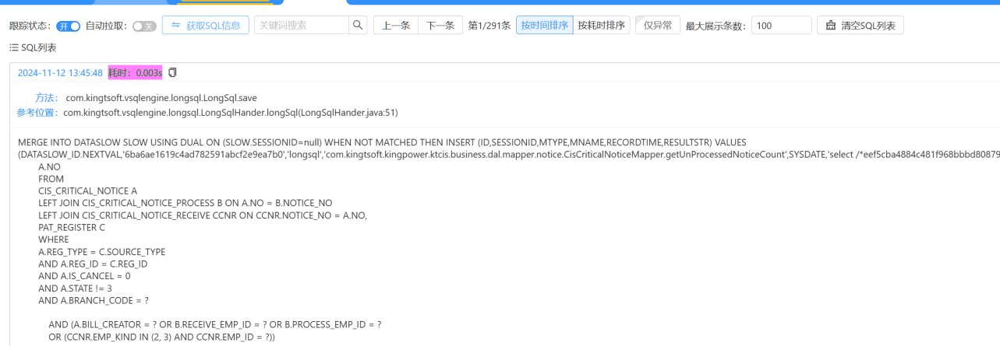 跟踪状态： 开 自动拉取： 关 获取SQL信息 关键词搜索 上一条 下一条 第1/291条 按时间排序 按耗时排序 仅异常 最大展示条数： 100 清空SQL列表
SQL列表
2024-11-12 13:45:48 耗时：0.003s
方法： com.kingtsoft.vsqlengine.longsql.LongSql.save
参考位置： com.kingtsoft.vsqlengine.longsql.LongSqlHander.longSql(LongSqlHander.java:51)
MERGE INTO DATASLOW SLOW USING DUAL ON (SLOW.SESSIONID=null) WHEN NOT MATCHED THEN INSERT (ID,SESSIONID,MTYPE,MNAME,RECORDTIME,RESULTSTR) VALUES
(DATASLOW_ID.NEXTVAL,'6ba6ae1619c4ad782591abcf2e9ea7b0','longsql','com.kingtsoft.kingpower.ktcis.business.dal.mapper.notice.CisCriticalNoticeMapper.getUnProcessedNoticeCount',SYSDATE,'select /*eef5cba4884c481f968bbbd80879
A.NO
FROM
CIS_CRITICAL_NOTICE A
LEFT JOIN CIS_CRITICAL_NOTICE_PROCESS B ON A.NO = B.NOTICE_NO
LEFT JOIN CIS_CRITICAL_NOTICE_RECEIVE CCNR ON CCNR.NOTICE_NO = A.NO,
PAT_REGISTER C
WHERE
A.REG_TYPE = C.SOURCE_TYPE
AND A.REG_ID = C.REG_ID
AND A.IS_CANCEL = 0
AND A.STATE != 3
AND A.BRANCH_CODE = ?
AND (A.BILL_CREATOR = ? OR B.RECEIVE_EMP_ID = ? OR B.PROCESS_EMP_ID = ?
OR (CCNR.EMP_KIND IN (2, 3) AND CCNR.EMP_ID = ?))